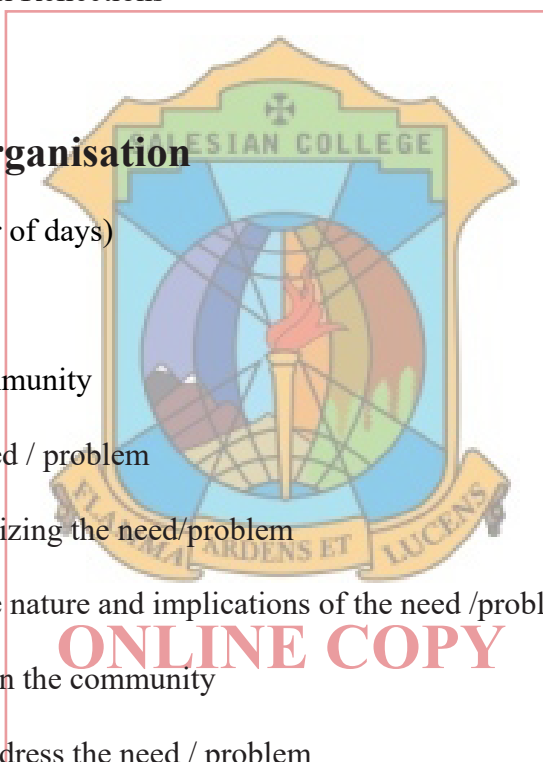 SALESIAN COLLEGE
rganisation
of days)
mmunity
ed / problem
izing the need/problem
FLAMMA ARDENS ET LUCENS
e nature and implications of the need /probl
ONLINE COPY
n the community
dress the need / problem